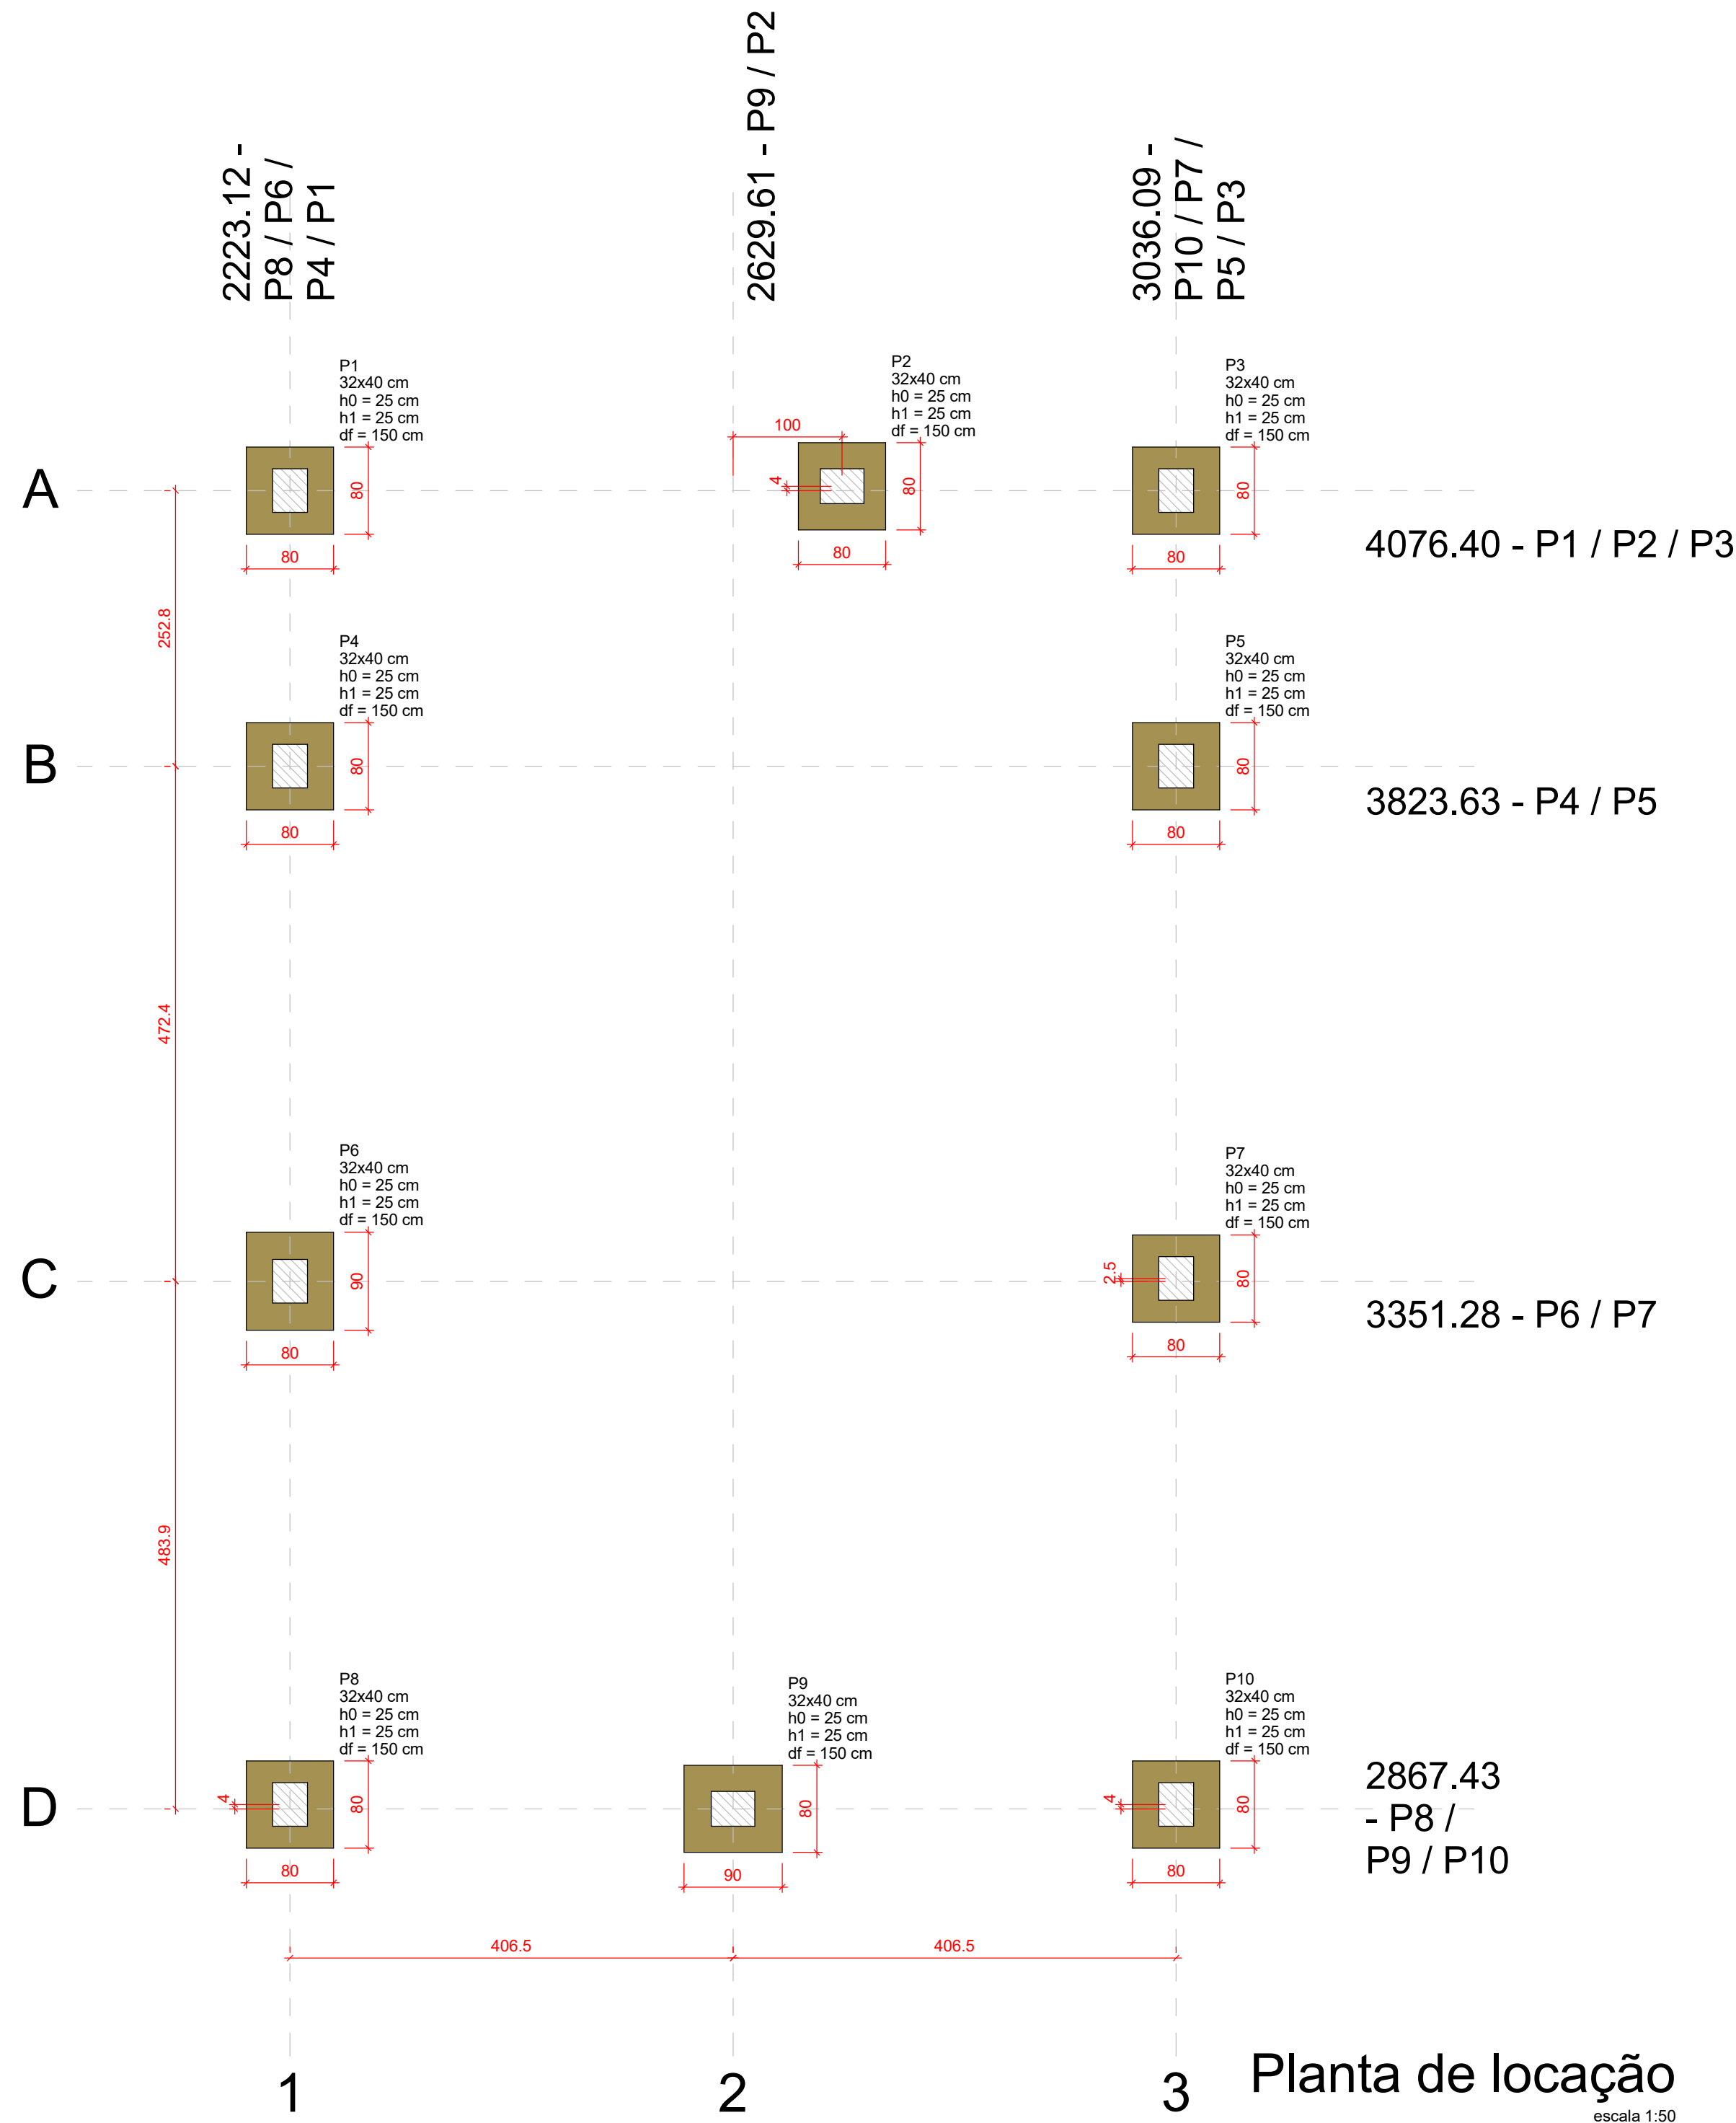 2223.12 -
P8 / P6 /
P4 / P1
2629.61 - P9 / P2
3036.09 -
P10 / P7 /
P5 / P3
P1
32x40 cm
h0 = 25 cm
h1 = 25 cm
df = 150 cm
80
80
P2
32x40 cm
h0 = 25 cm
h1 = 25 cm
df = 150 cm
100
4
80
80
P3
32x40 cm
h0 = 25 cm
h1 = 25 cm
df = 150 cm
80
80
A
4076.40 - P1 / P2 / P3
252.8
P4
32x40 cm
h0 = 25 cm
h1 = 25 cm
df = 150 cm
80
80
P5
32x40 cm
h0 = 25 cm
h1 = 25 cm
df = 150 cm
80
80
B
3823.63 - P4 / P5
472.4
P6
32x40 cm
h0 = 25 cm
h1 = 25 cm
df = 150 cm
90
80
P7
32x40 cm
h0 = 25 cm
h1 = 25 cm
df = 150 cm
2.5
80
80
C
3351.28 - P6 / P7
483.9
P8
32x40 cm
h0 = 25 cm
h1 = 25 cm
df = 150 cm
4
80
80
P9
32x40 cm
h0 = 25 cm
h1 = 25 cm
df = 150 cm
80
90
P10
32x40 cm
h0 = 25 cm
h1 = 25 cm
df = 150 cm
4
80
80
D
2867.43
- P8 /
P9 / P10
406.5
406.5
1
2
3
Planta de locação
escala 1:50